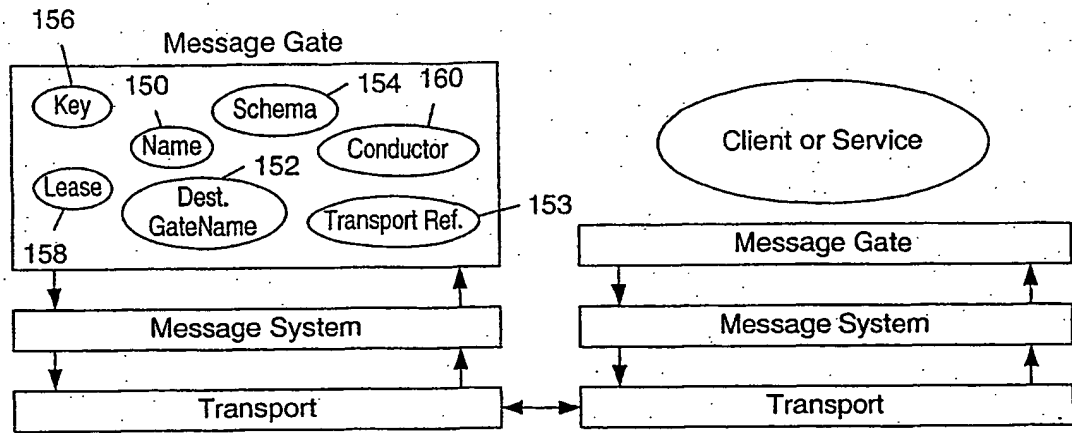 156
Message Gate
150
154
160
Key
Schema
Name
Conductor
Client or Service
152
Lease
Dest.
GateName
Transport Ref.
153
158
Message Gate
Message System
Message System
Transport
Transport